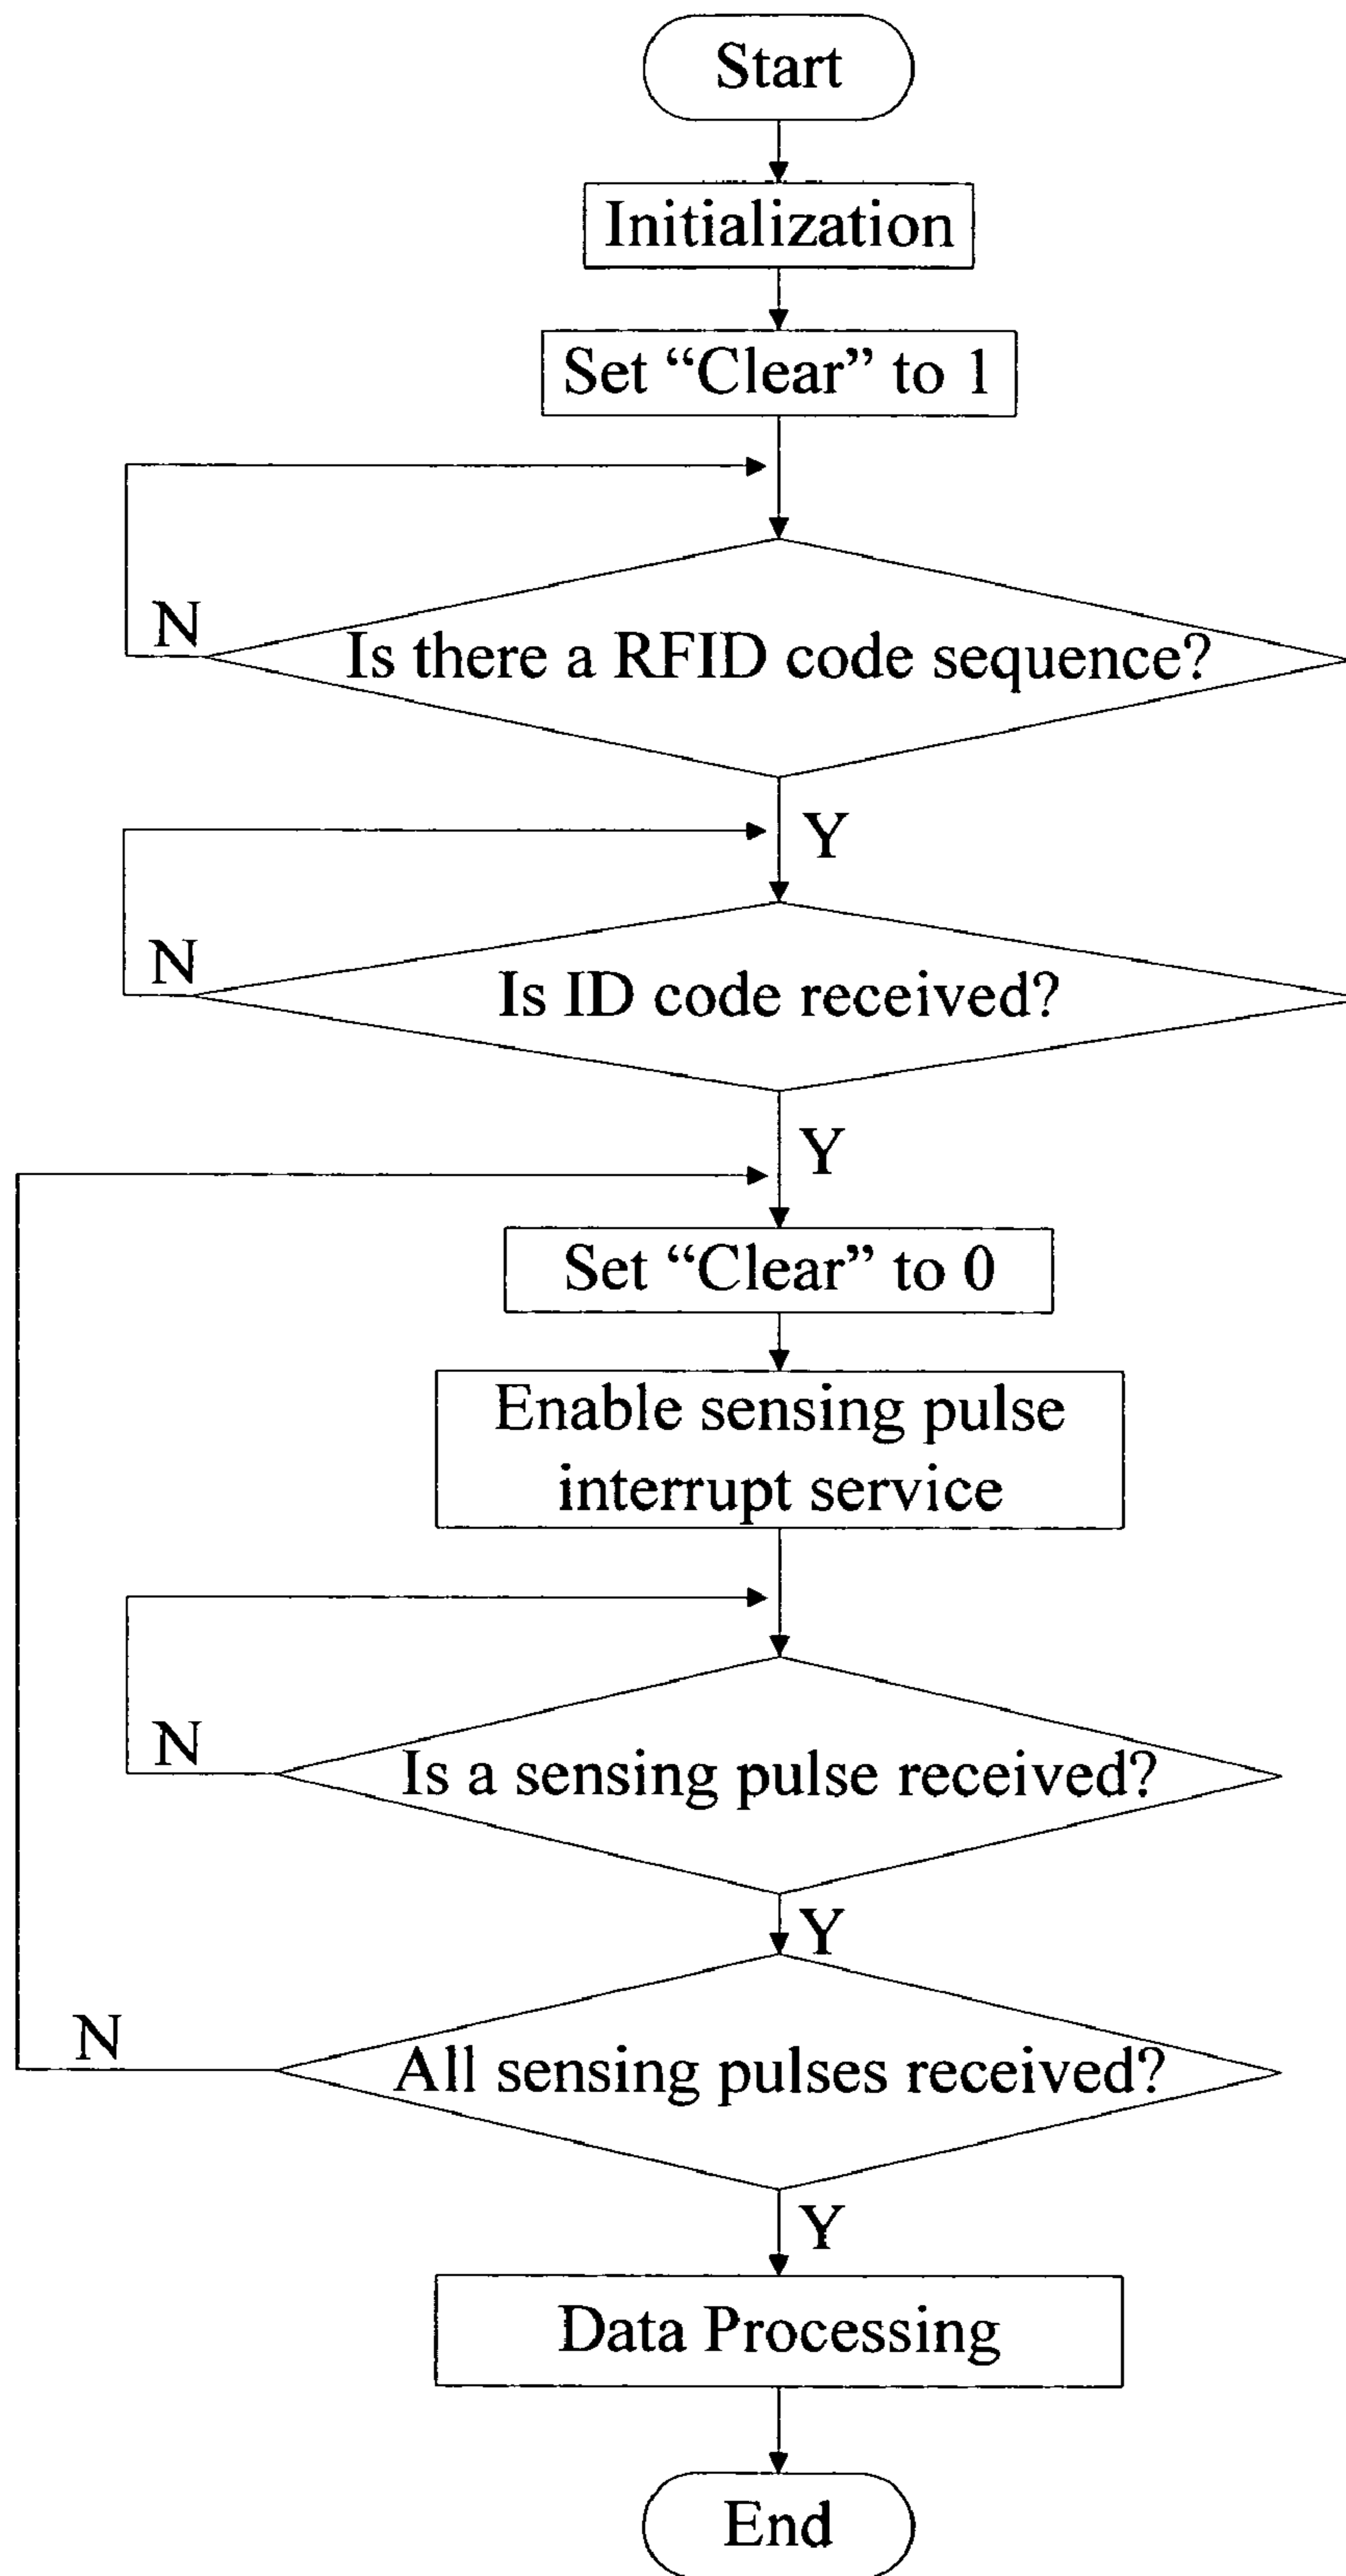 Start
Initialization
Set “Clear” to 1
N
Is there a RFID code sequence?
Y
N
Is ID code received?
Y
Set “Clear” to 0
Enable sensing pulse
interrupt service
N
Is a sensing pulse received?
Y
N
All sensing pulses received?
Y
Data Processing
End